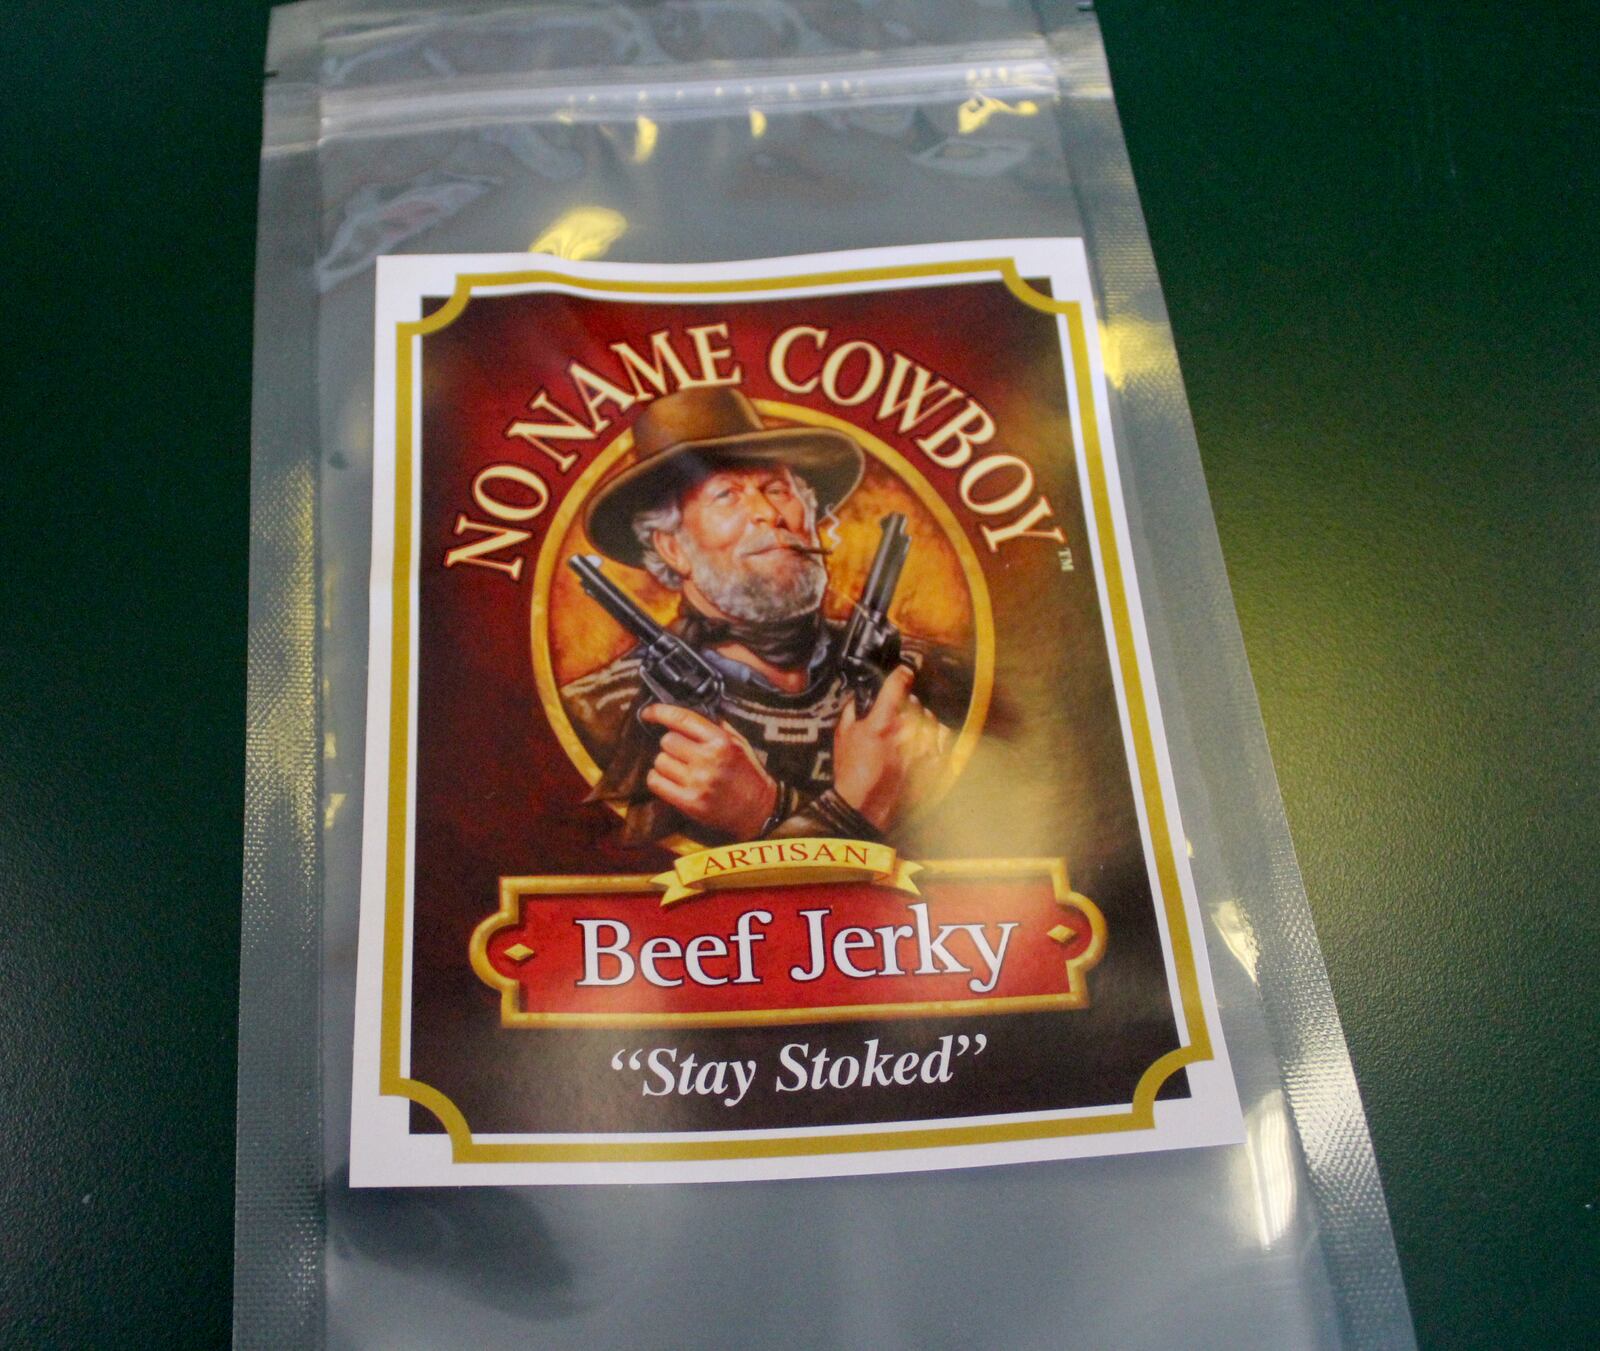 NO NAME COWBOY™
ARTISAN
Beef Jerky
“Stay Stoked”